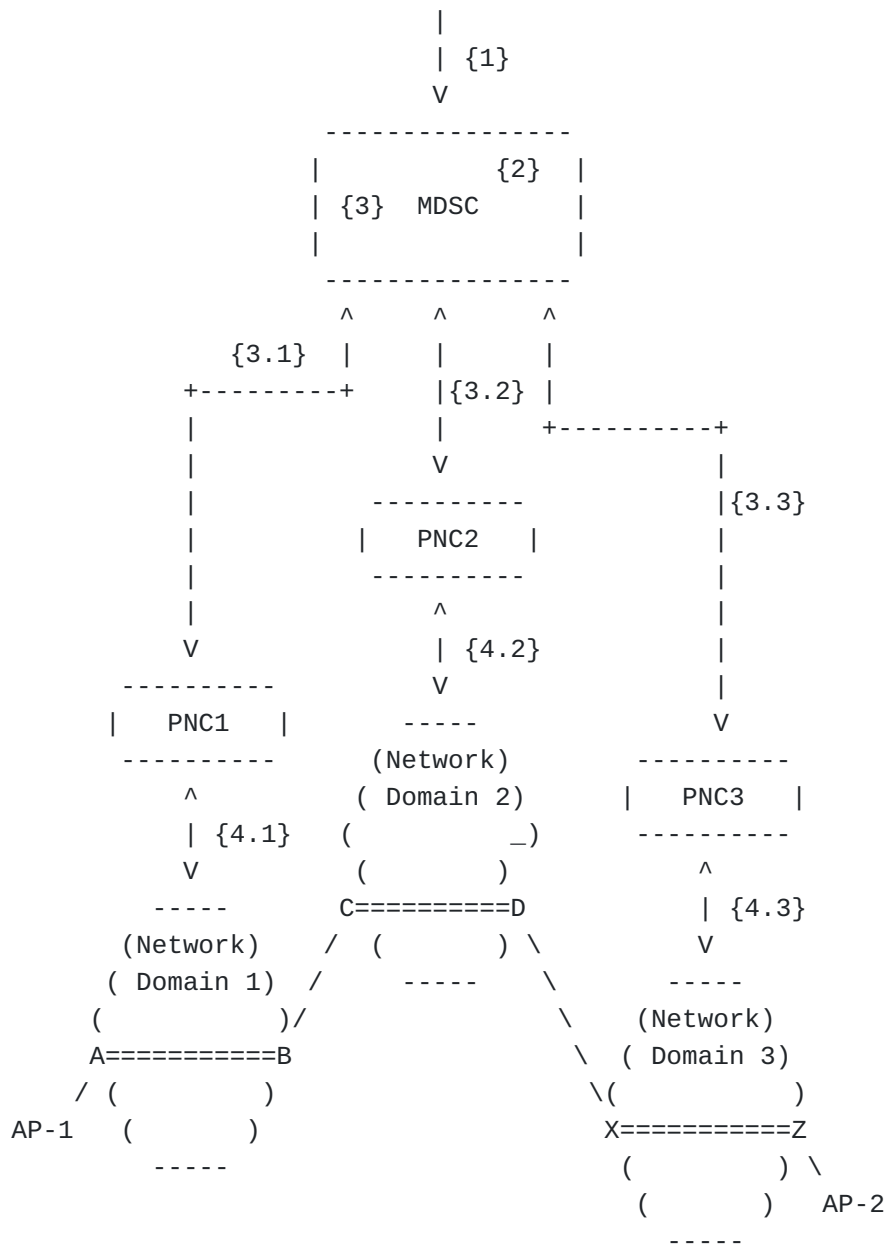 |
| {1}
V
----------------
| {2} |
| {3} MDSC |
| |
----------------
^ ^ ^
{3.1} | | |
+---------+ |{3.2} |
| | +----------+
| V |
| ---------- |{3.3}
| | PNC2 | |
| ---------- |
| ^ |
V | {4.2} |
---------- V |
| PNC1 | ----- V
---------- (Network) ----------
^ ( Domain 2) | PNC3 |
| {4.1} ( _) ----------
V ( ) ^
----- C==========D | {4.3}
(Network) / ( ) \ V
( Domain 1) / ----- \ -----
( )/ \ (Network)
A===========B \ ( Domain 3)
/ ( ) \( )
AP-1 ( ) X===========Z
----- ( ) \
( ) AP-2
-----